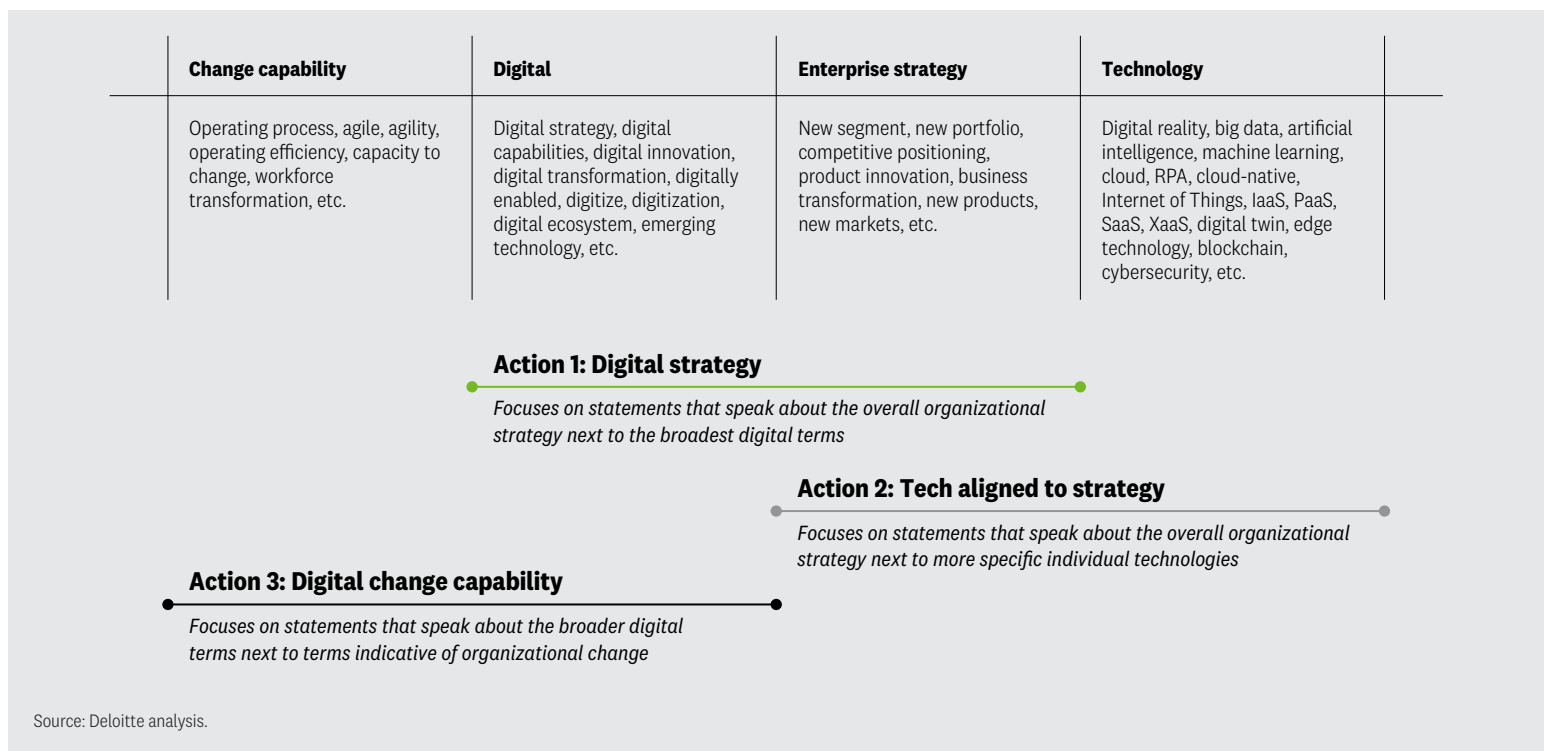 Change capability
Digital
Enterprise strategy
Technology
Operating process, agile, agility,
operating efficiency, capacity to
change, workforce
transformation, etc.
Digital strategy, digital
capabilities, digital innovation,
digital transformation, digitally
enabled, digitize, digitization,
digital ecosystem, emerging
technology, etc.
New segment, new portfolio,
competitive positioning,
product innovation, business
transformation, new products,
new markets, etc.
Digital reality, big data, artificial
intelligence, machine learning,
cloud, RPA, cloud-native,
Internet of Things, IaaS, PaaS,
SaaS, XaaS, digital twin, edge
technology, blockchain,
cybersecurity, etc.
Action 1: Digital strategy
Focuses on statements that speak about the overall organizational
strategy next to the broadest digital terms
Action 2: Tech aligned to strategy
Focuses on statements that speak about the overall organizational
strategy next to more specific individual technologies
Action 3: Digital change capability
Focuses on statements that speak about the broader digital
terms next to terms indicative of organizational change
Source: Deloitte analysis.